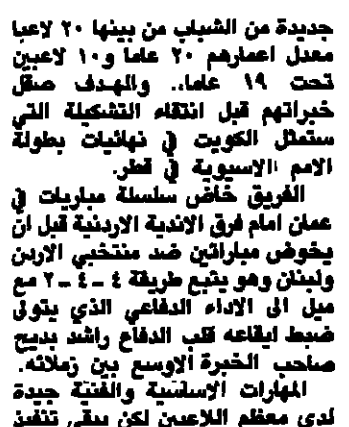 جديدة من الشباب من بينها ٢٠ لاعبا
معدل اعمارهم ٢٠ عاما و١٠ لاعبين
تحت ١٩ عاما.. والهدف صقل
خبراتهم قبل انتقاء التشكيلة التي
ستمثل الكويت في نهائيات بطولة
الامم الاسيوية في قطر.
الفريق خاض سلسلة مباريات في
عمان امام فرق الاندية الاردنية قبل ان
يخوض مباراتين ضد منتخبي الاردن
ولبنان وهو يتبع طريقة ٤ - ٤ - ٢ مع
ميل الى الاداء الدفاعي الذي يتولى
ضبط ايقاعه قلب الدفاع راشد بديح
صاحب الخبرة الاوسع بين زملائه.
المهارات الاساسية والفنية جيدة
لدى معظم اللاعبين لكن يبقى تنفيذ